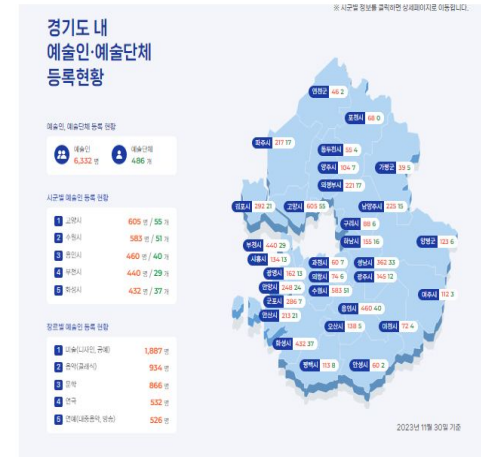 ※ 시군별 정보를 클릭하면 상세페이지로 이동됩니다.
경기도 내
예술인·예술단체
등록현황
예술인, 예술단체 등록 현황
예술인
6,332 명
예술단체
486 개
시군별 예술인 등록 현황
1 고양시 605 명 / 55 개
2 수원시 583 명 / 51 개
3 용인시 460 명 / 40 개
4 부천시 440 명 / 29 개
5 화성시 432 명 / 37 개
장르별 예술인 등록 현황
1 미술(디자인, 공예) 1,887 명
2 음악(클래식) 934 명
3 문학 866 명
4 연극 532 명
5 연예(대중음악, 방송) 526 명
연천군 46 2
포천시 68 0
파주시 217 17
동두천시 55 4
양주시 104 7
가평군 39 5
의정부시 221 17
김포시 292 21
고양시 605 55
남양주시 225 15
구리시 88 6
부천시 440 29
하남시 155 16
양평군 123 6
시흥시 134 13
과천시 60 7
성남시 362 33
광명시 162 13
의왕시 74 6
광주시 145 12
안양시 248 24
수원시 583 51
여주시 112 3
군포시 286 7
용인시 460 40
안산시 213 21
오산시 138 5
이천시 72 4
화성시 432 37
평택시 113 8
안성시 60 2
2023년 11월 30일 기준